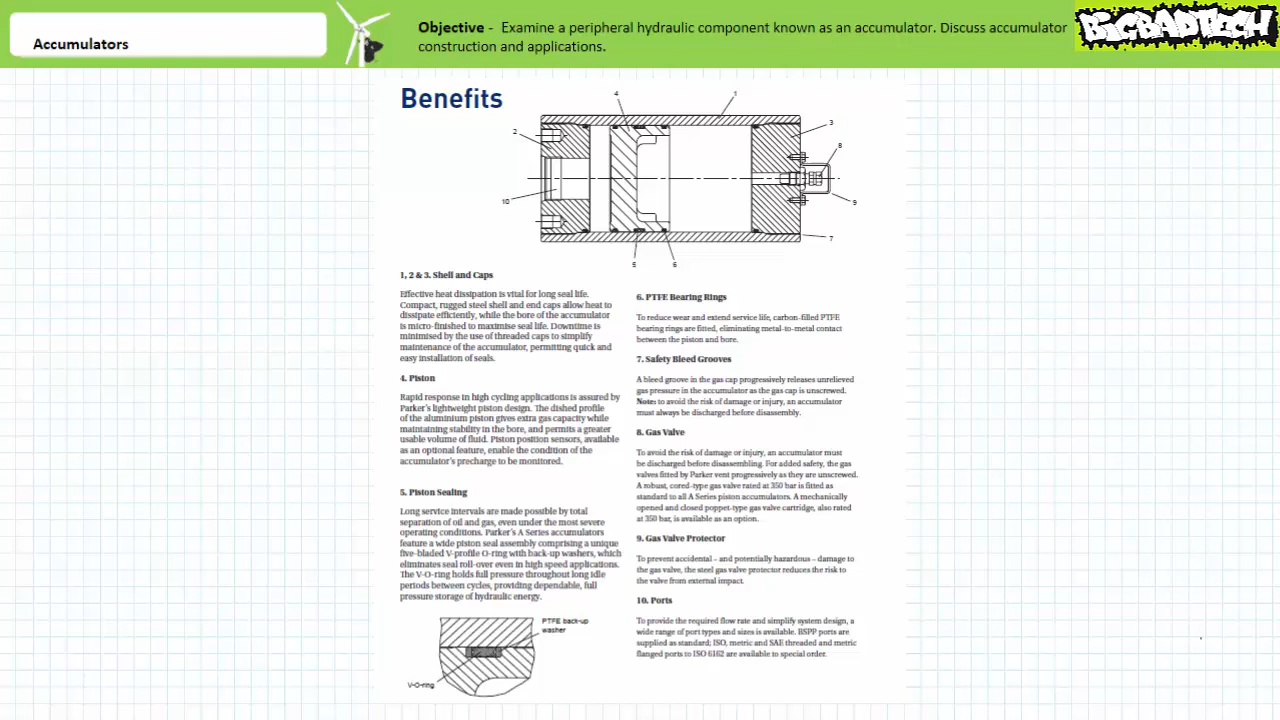 Accumulators
Objective - Examine a peripheral hydraulic component known as an accumulator. Discuss accumulator
construction and applications.
BIGBADTECH
Benefits
4
1
2
3
8
10
9
7
5
6
1, 2 & 3. Shell and Caps
Effective heat dissipation is vital for long seal life.
Compact, rugged steel shell and end caps allow heat to
dissipate efficiently, while the bore of the accumulator
is micro-finished to maximise seal life. Downtime is
minimised by the use of threaded caps to simplify
maintenance of the accumulator, permitting quick and
easy installation of seals.
4. Piston
Rapid response in high cycling applications is assured by
Parker's lightweight piston design. The dished profile
of the aluminium piston gives extra gas capacity while
maintaining stability in the bore, and permits a greater
usable volume of fluid. Piston position sensors, available
as an optional feature, enable the condition of the
accumulator's precharge to be monitored.
5. Piston Sealing
Long service intervals are made possible by total
separation of oil and gas, even under the most severe
operating conditions. Parker's A Series accumulators
feature a wide piston seal assembly comprising a unique
five-bladed V-profile O-ring with back-up washers, which
eliminates seal roll-over even in high speed applications.
The V-O-ring holds full pressure throughout long idle
periods between cycles, providing dependable, full
pressure storage of hydraulic energy.
PTFE back-up
washer
V-O-ring
6. PTFE Bearing Rings
To reduce wear and extend service life, carbon-filled PTFE
bearing rings are fitted, eliminating metal-to-metal contact
between the piston and bore.
7. Safety Bleed Grooves
A bleed groove in the gas cap progressively releases unrelieved
gas pressure in the accumulator as the gas cap is unscrewed.
Note: to avoid the risk of damage or injury, an accumulator
must always be discharged before disassembly.
8. Gas Valve
To avoid the risk of damage or injury, an accumulator must
be discharged before disassembling. For added safety, the gas
valves fitted by Parker vent progressively as they are unscrewed.
A robust, cored-type gas valve rated at 350 bar is fitted as
standard to all A Series piston accumulators. A mechanically
opened and closed poppet-type gas valve cartridge, also rated
at 350 bar, is available as an option.
9. Gas Valve Protector
To prevent accidental – and potentially hazardous – damage to
the gas valve, the steel gas valve protector reduces the risk to
the valve from external impact.
10. Ports
To provide the required flow rate and simplify system design, a
wide range of port types and sizes is available. BSPP ports are
supplied as standard; ISO, metric and SAE threaded and metric
flanged ports to ISO 6162 are available to special order.